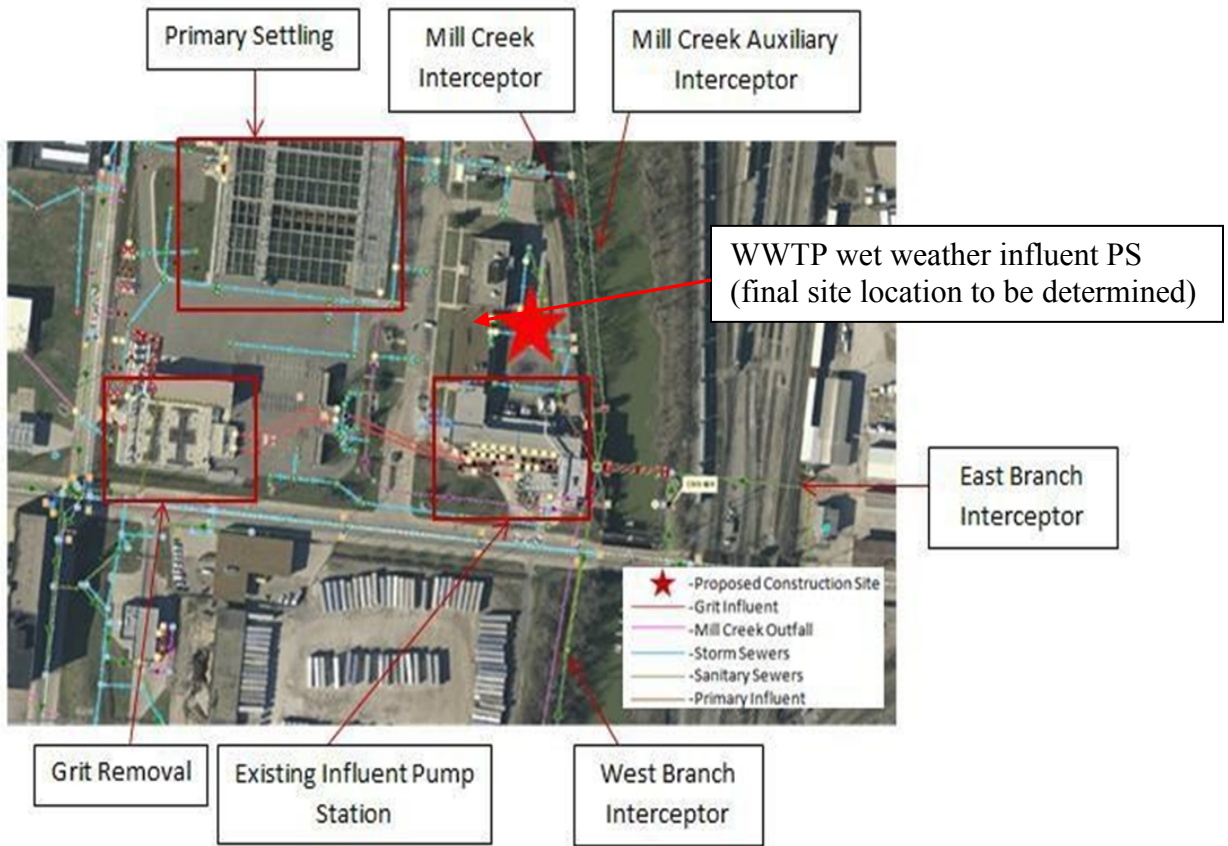 Primary Settling
Mill Creek
Interceptor
Mill Creek Auxiliary
Interceptor
WWTP wet weather influent PS
(final site location to be determined)
East Branch
Interceptor
-Proposed Construction Site
-Grit Influent
-Mill Creek Outfall
-Storm Sewers
-Sanitary Sewers
-Primary Influent
Grit Removal
Existing Influent Pump
Station
West Branch
Interceptor